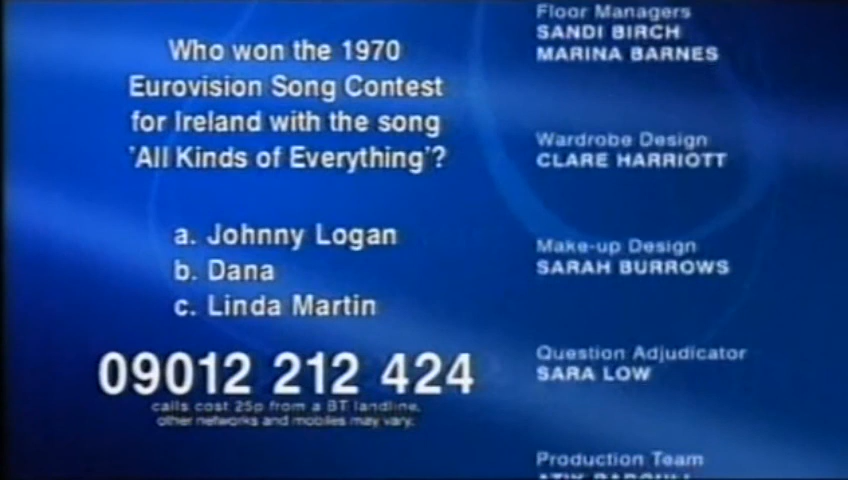 Who won the 1970
Eurovision Song Contest
for Ireland with the song
'All Kinds of Everything'?
a. Johnny Logan
b. Dana
c. Linda Martin
09012 212 424
calls cost 25p from a BT landline,
other networks and mobiles may vary.
Floor Managers
SANDI BIRCH
MARINA BARNES
Wardrobe Design
CLARE HARRIOTT
Make-up Design
SARAH BURROWS
Question Adjudicator
SARA LOW
Production Team